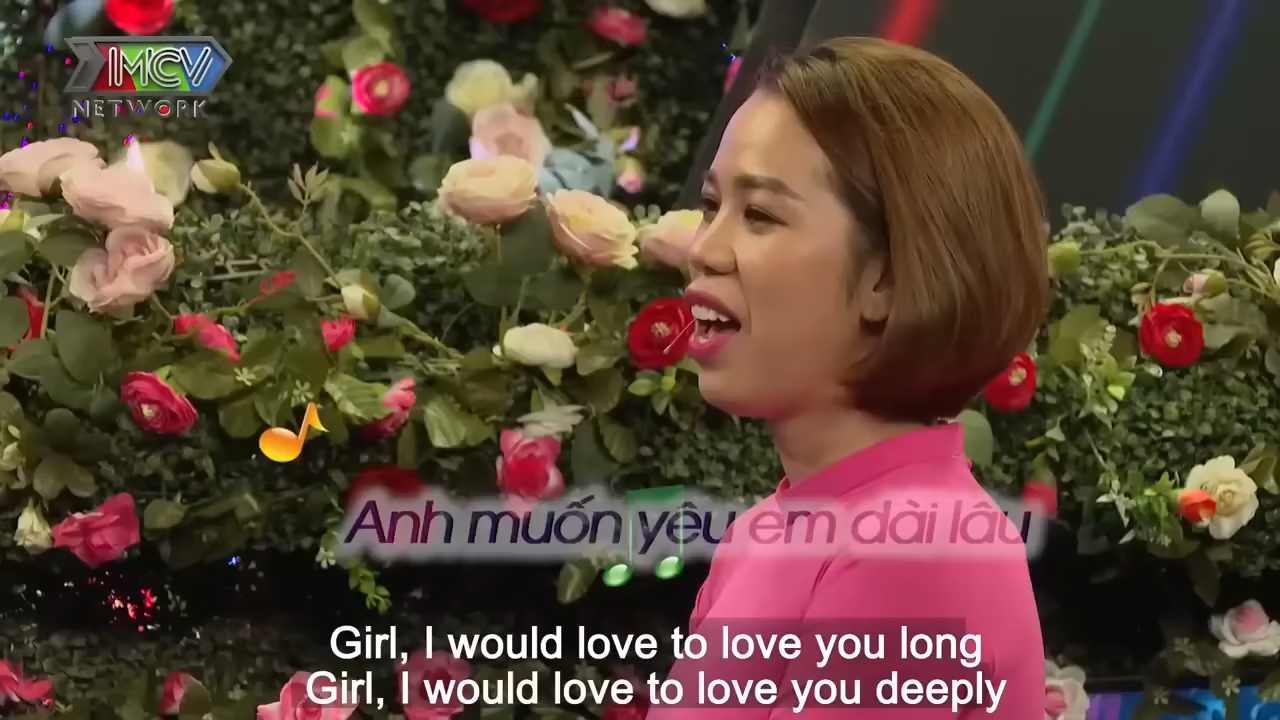 MCV
NETWORK
Anh muốn yêu em dài lâu
Girl, I would love to love you long
Girl, I would love to love you deeply